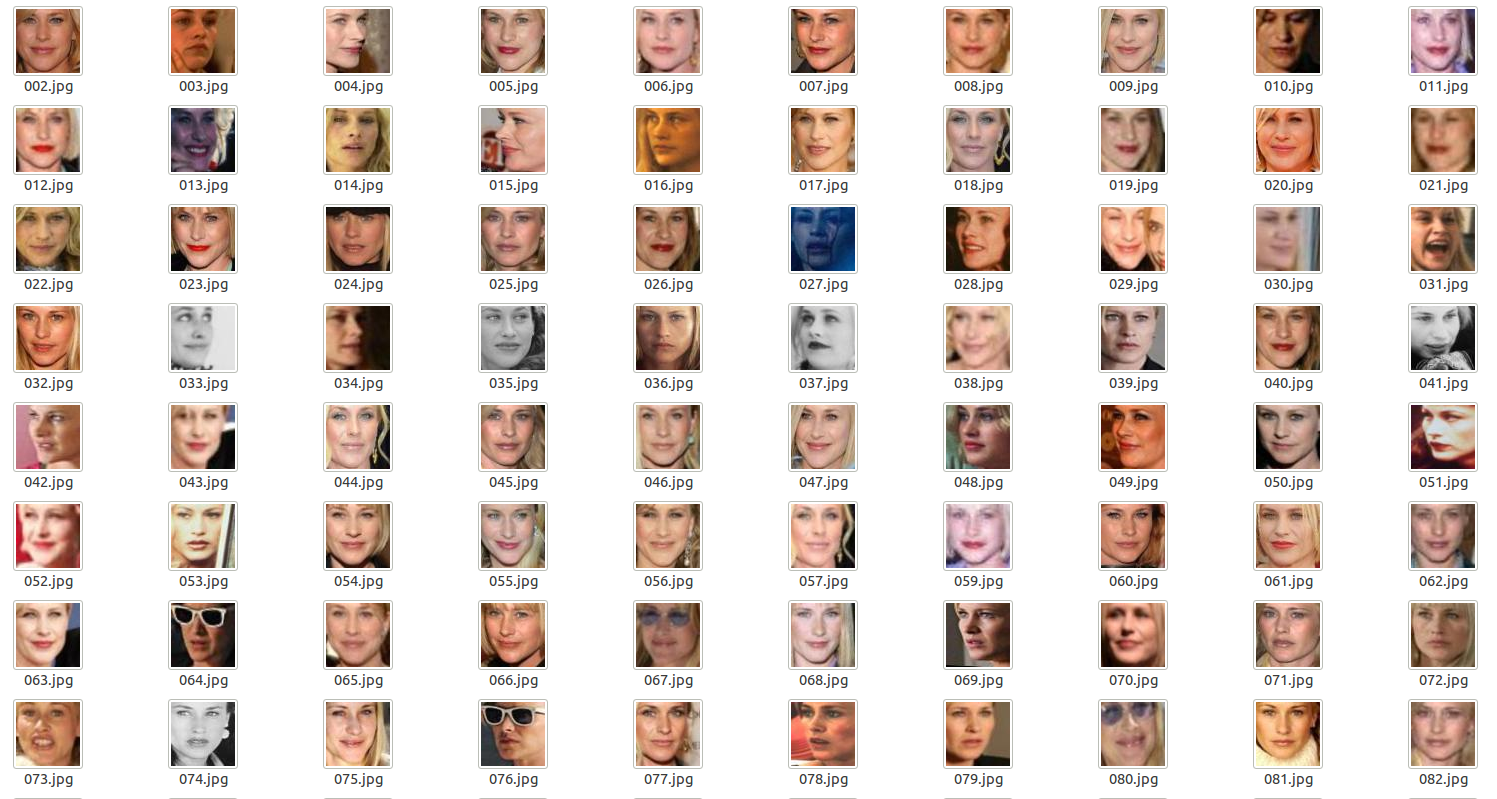 002.jpg 003.jpg 004.jpg 005.jpg 006.jpg 007.jpg 008.jpg 009.jpg 010.jpg 011.jpg
012.jpg 013.jpg 014.jpg 015.jpg 016.jpg 017.jpg 018.jpg 019.jpg 020.jpg 021.jpg
022.jpg 023.jpg 024.jpg 025.jpg 026.jpg 027.jpg 028.jpg 029.jpg 030.jpg 031.jpg
032.jpg 033.jpg 034.jpg 035.jpg 036.jpg 037.jpg 038.jpg 039.jpg 040.jpg 041.jpg
042.jpg 043.jpg 044.jpg 045.jpg 046.jpg 047.jpg 048.jpg 049.jpg 050.jpg 051.jpg
052.jpg 053.jpg 054.jpg 055.jpg 056.jpg 057.jpg 059.jpg 060.jpg 061.jpg 062.jpg
063.jpg 064.jpg 065.jpg 066.jpg 067.jpg 068.jpg 069.jpg 070.jpg 071.jpg 072.jpg
073.jpg 074.jpg 075.jpg 076.jpg 077.jpg 078.jpg 079.jpg 080.jpg 081.jpg 082.jpg